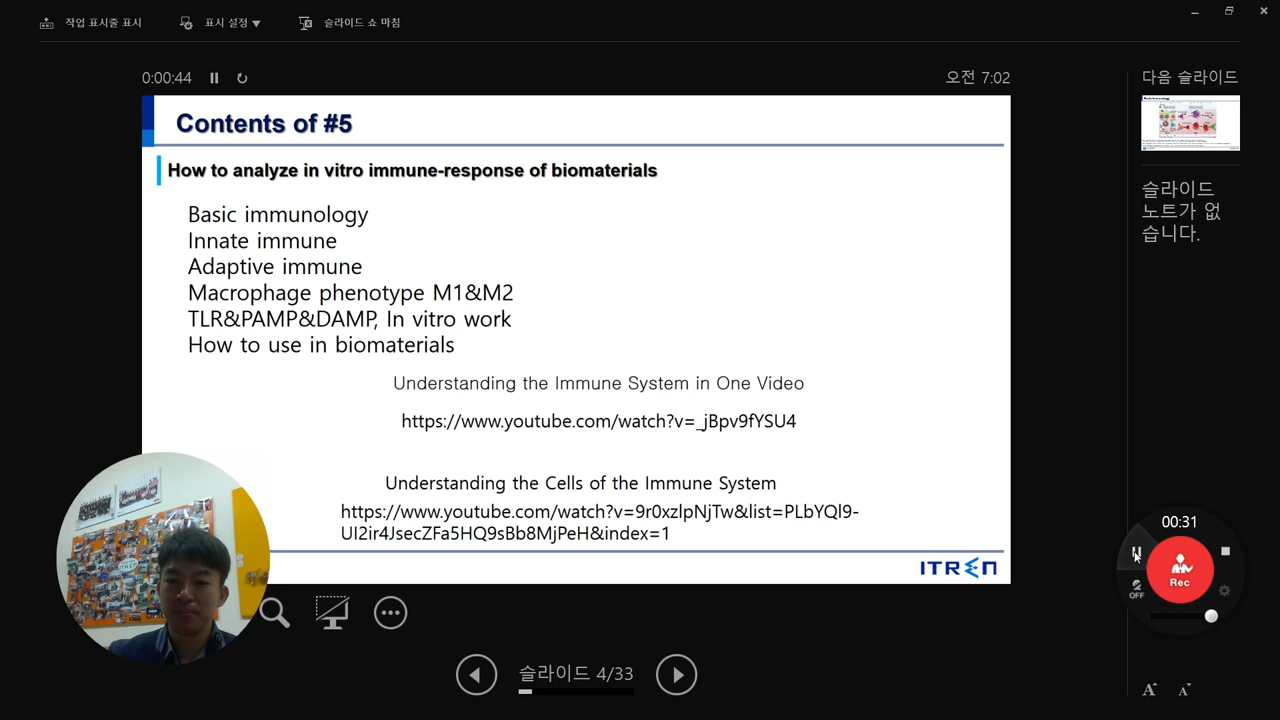 작업 표시줄 표시
표시 설정 ▼
슬라이드 쇼 마침
0:00:44
오전 7:02
다음 슬라이드
Contents of #5
How to analyze in vitro immune-response of biomaterials
Basic immunology
Innate immune
Adaptive immune
Macrophage phenotype M1&M2
TLR&PAMP&DAMP, In vitro work
How to use in biomaterials
Understanding the Immune System in One Video
https://www.youtube.com/watch?v=_jBpv9fYSU4
Understanding the Cells of the Immune System
https://www.youtube.com/watch?v=9r0xzlpNjTw&list=PLbYQI9-
UI2ir4JsecZFa5HQ9sBb8MjPeH&index=1
ITREN
슬라이드
노트가 없
습니다.
00:31
Rec
OFF
슬라이드 4/33
A A